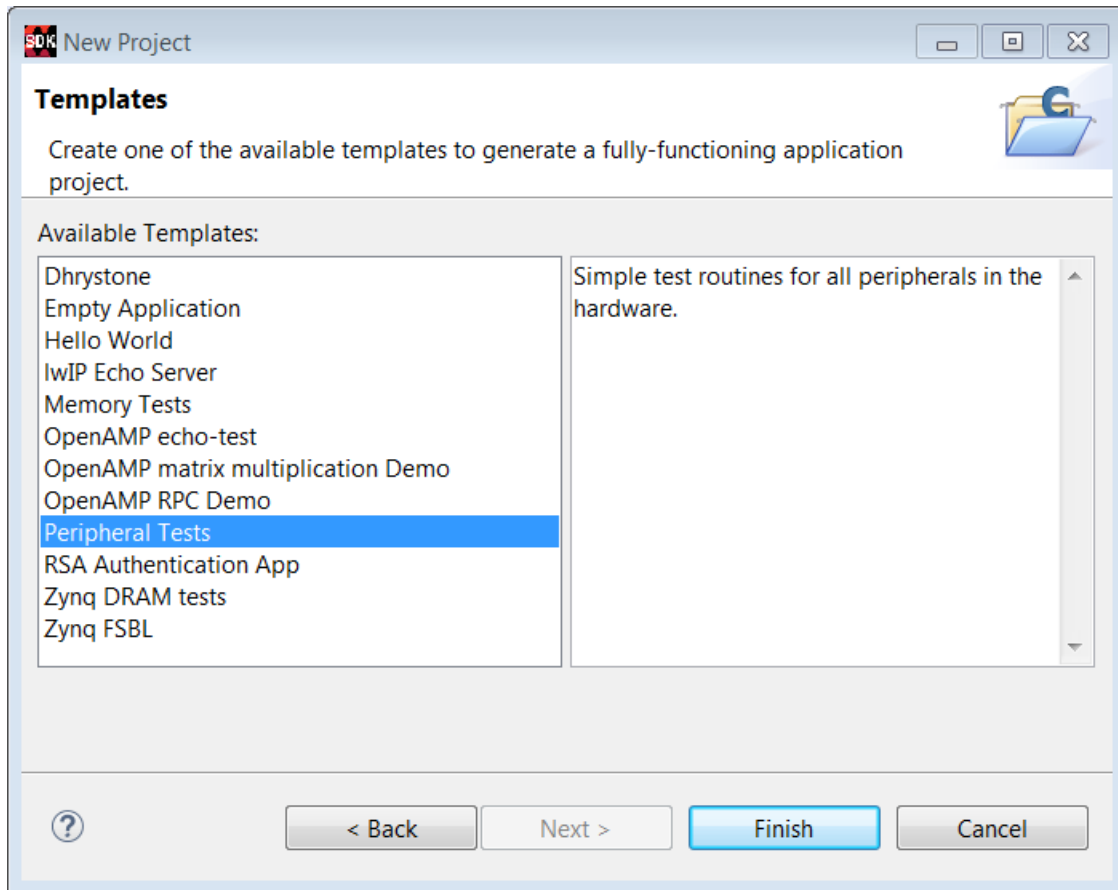 SDK New Project
Templates
Create one of the available templates to generate a fully-functioning application
project.
Available Templates:
Dhrystone
Empty Application
Hello World
lwIP Echo Server
Memory Tests
OpenAMP echo-test
OpenAMP matrix multiplication Demo
OpenAMP RPC Demo
Peripheral Tests
RSA Authentication App
Zynq DRAM tests
Zynq FSBL
Simple test routines for all peripherals in the
hardware.
? < Back Next > Finish Cancel